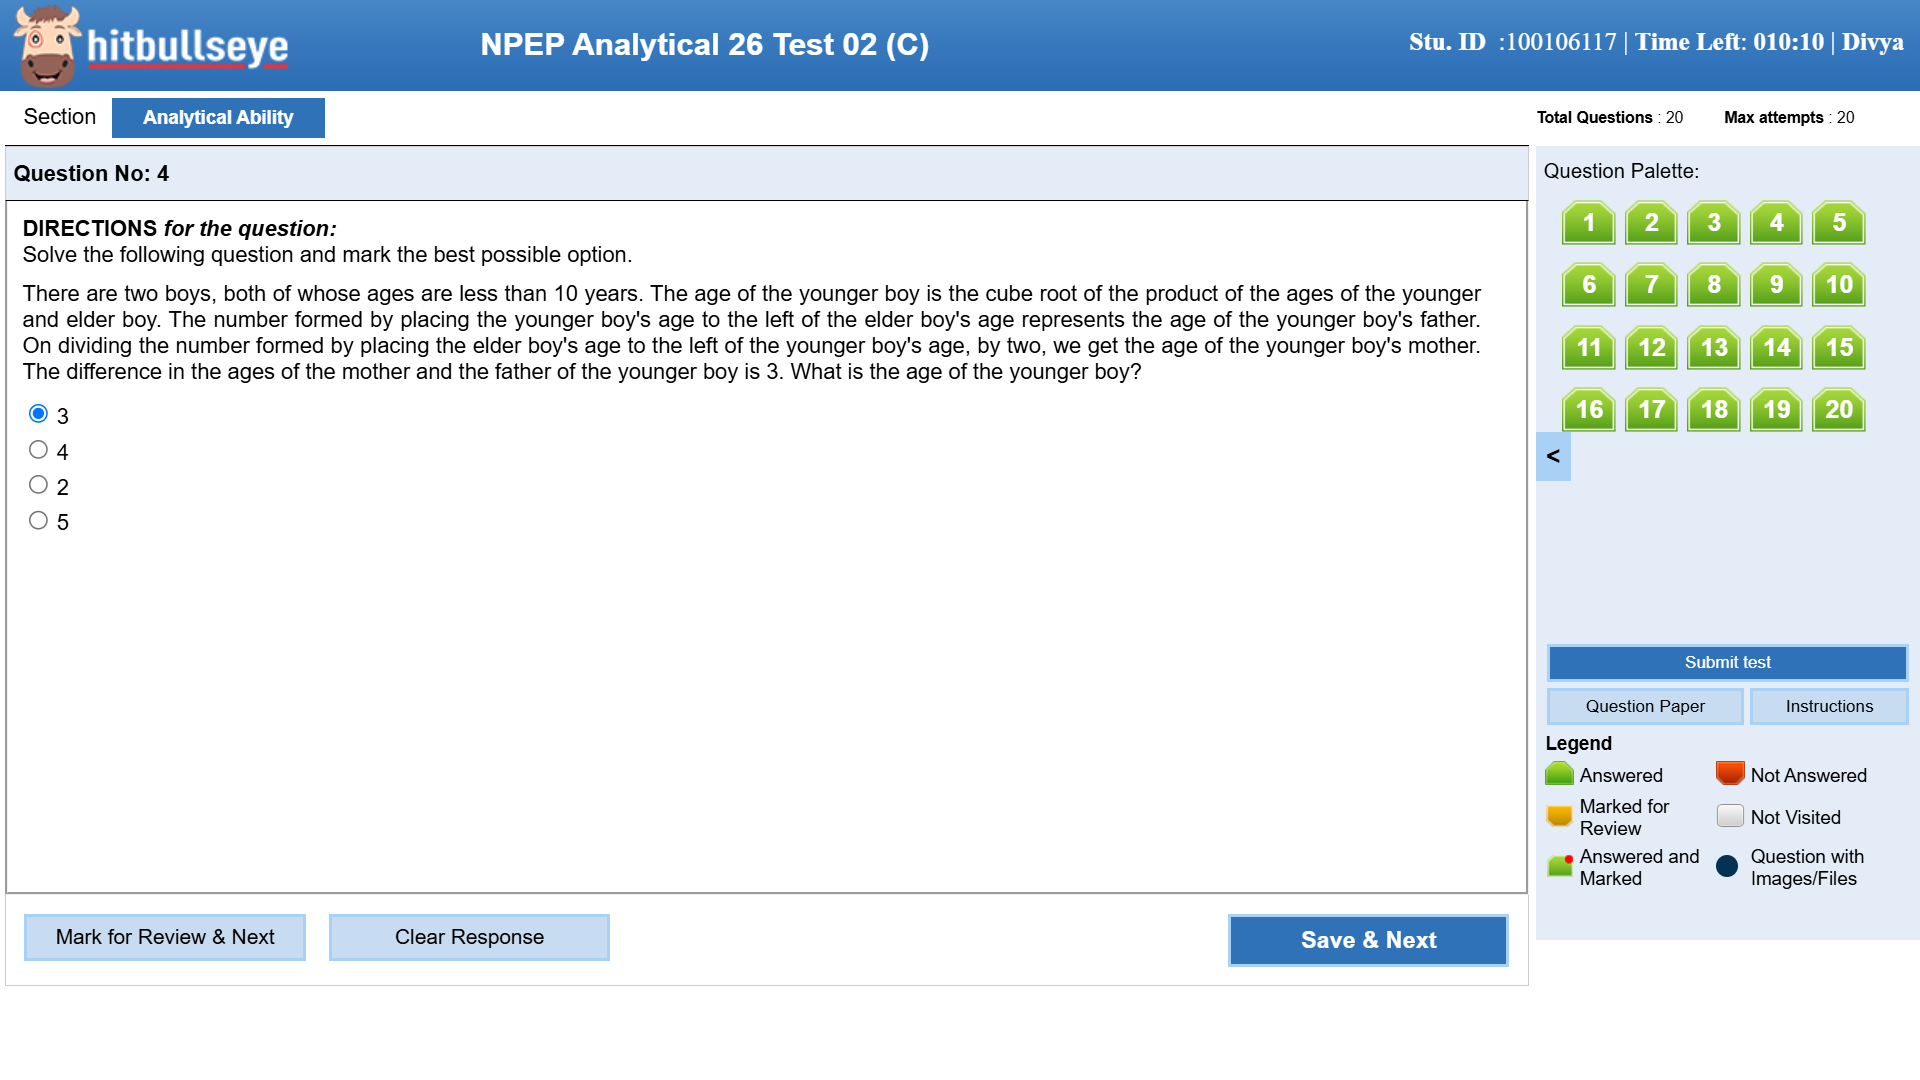 hitbullseye
NPEP Analytical 26 Test 02 (C)
Stu. ID :100106117 | Time Left: 010:10 | Divya
Section
Analytical Ability
Total Questions : 20
Max attempts : 20
Question No: 4
DIRECTIONS for the question:
Solve the following question and mark the best possible option.
There are two boys, both of whose ages are less than 10 years. The age of the younger boy is the cube root of the product of the ages of the younger
and elder boy. The number formed by placing the younger boy's age to the left of the elder boy's age represents the age of the younger boy's father.
On dividing the number formed by placing the elder boy's age to the left of the younger boy's age, by two, we get the age of the younger boy's mother.
The difference in the ages of the mother and the father of the younger boy is 3. What is the age of the younger boy?
3
4
2
5
Mark for Review & Next
Clear Response
Save & Next
Question Palette:
1 2 3 4 5
6 7 8 9 10
11 12 13 14 15
16 17 18 19 20
<
Submit test
Question Paper
Instructions
Legend
Answered
Not Answered
Marked for
Review
Not Visited
Answered and
Marked
Question with
Images/Files